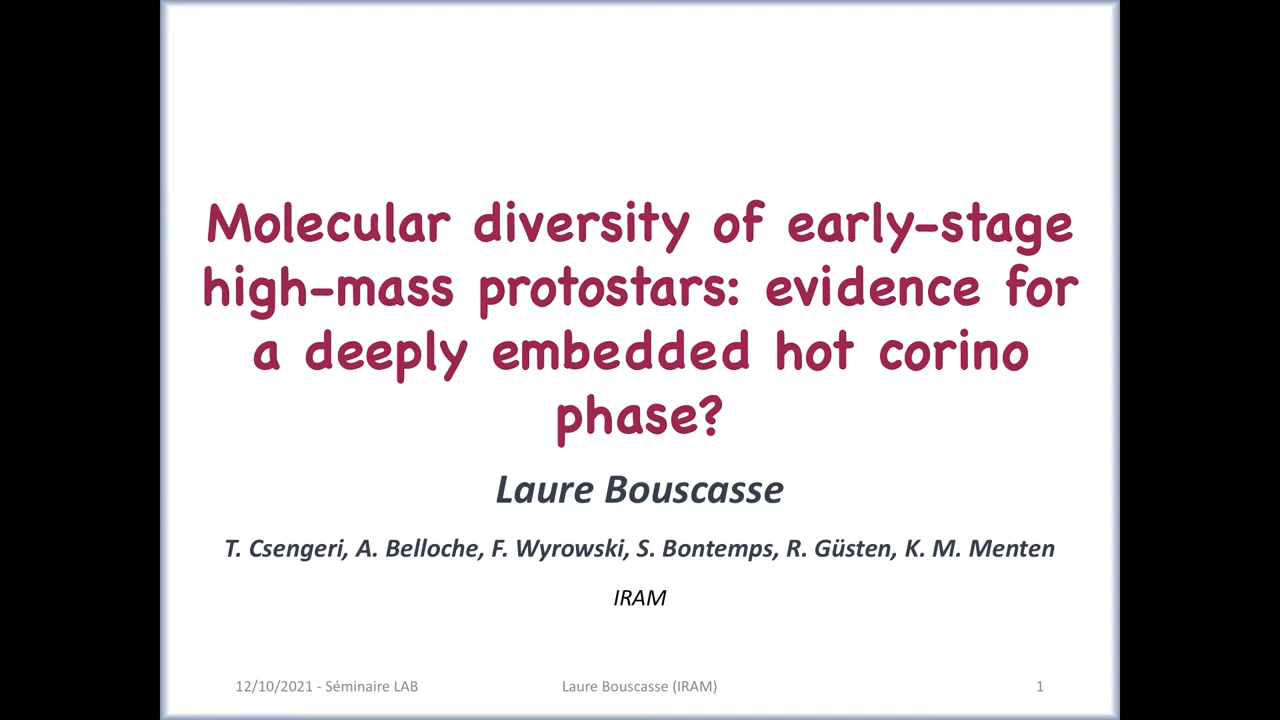 Molecular diversity of early-stage
high-mass protostars: evidence for
a deeply embedded hot corino
phase?
Laure Bouscasse
T. Csengeri, A. Belloche, F. Wyrowski, S. Bontemps, R. Güsten, K. M. Menten
IRAM
12/10/2021 - Séminaire LAB
Laure Bouscasse (IRAM)
1